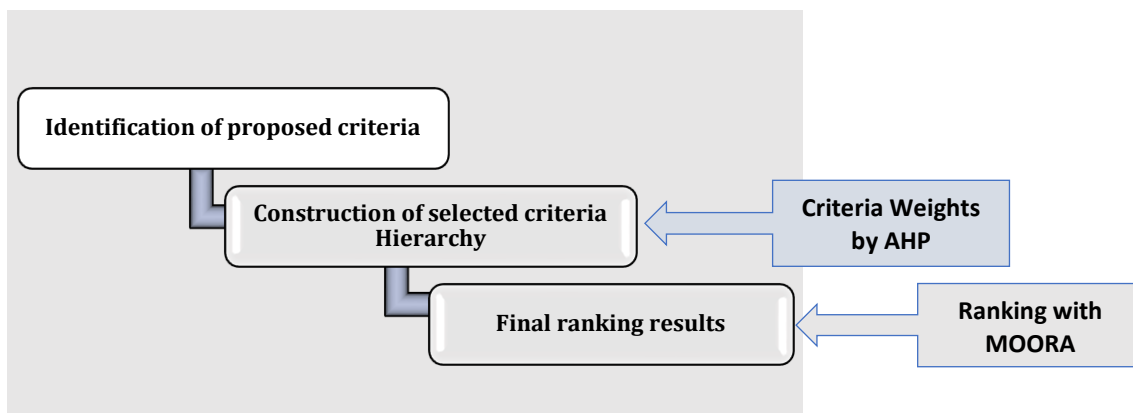 Identification of proposed criteria
Construction of selected criteria
Hierarchy
Criteria Weights
by AHP
Final ranking results
Ranking with
MOORA